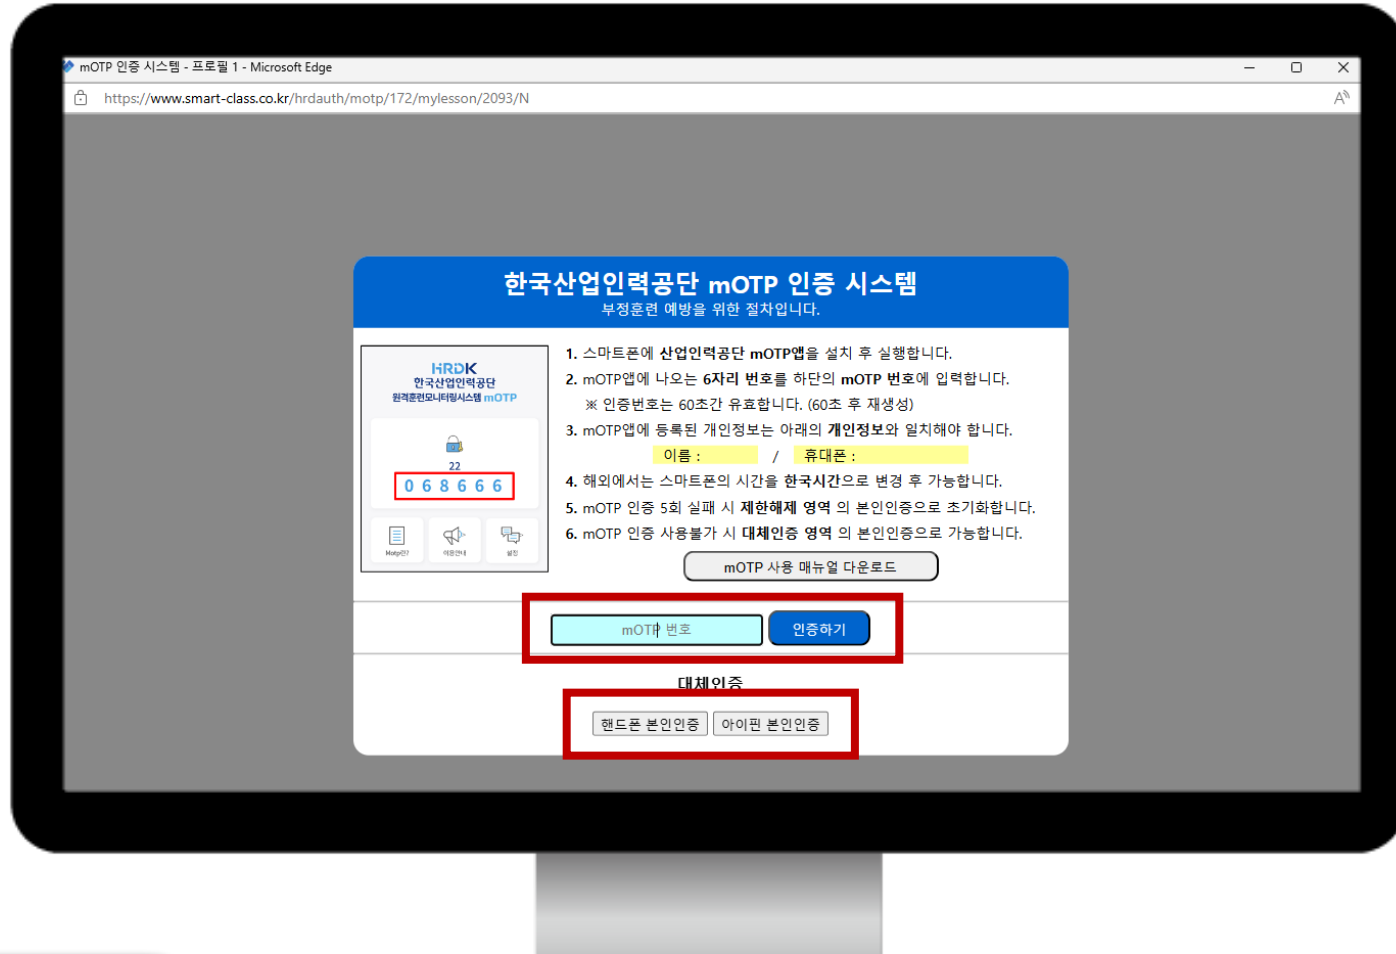 mOTP 인증 시스템 - 프로필 1 - Microsoft Edge
https://www.smart-class.co.kr/hrdauth/motp/172/mylesson/2093/N
한국산업인력공단 mOTP 인증 시스템
부정훈련 예방을 위한 절차입니다.
HRDK
한국산업인력공단
원격훈련모니터링시스템 mOTP
22
0 6 8 6 6 6
Motp란?
이용안내
설정
1. 스마트폰에 산업인력공단 mOTP앱을 설치 후 실행합니다.
2. mOTP앱에 나오는 6자리 번호를 하단의 mOTP 번호에 입력합니다.
※ 인증번호는 60초간 유효합니다. (60초 후 재생성)
3. mOTP앱에 등록된 개인정보는 아래의 개인정보와 일치해야 합니다.
이름 : / 휴대폰 :
4. 해외에서는 스마트폰의 시간을 한국시간으로 변경 후 가능합니다.
5. mOTP 인증 5회 실패 시 제한해제 영역 의 본인인증으로 초기화합니다.
6. mOTP 인증 사용불가 시 대체인증 영역 의 본인인증으로 가능합니다.
mOTP 사용 매뉴얼 다운로드
mOTP 번호 인증하기
대체인증
핸드폰 본인인증 아이핀 본인인증